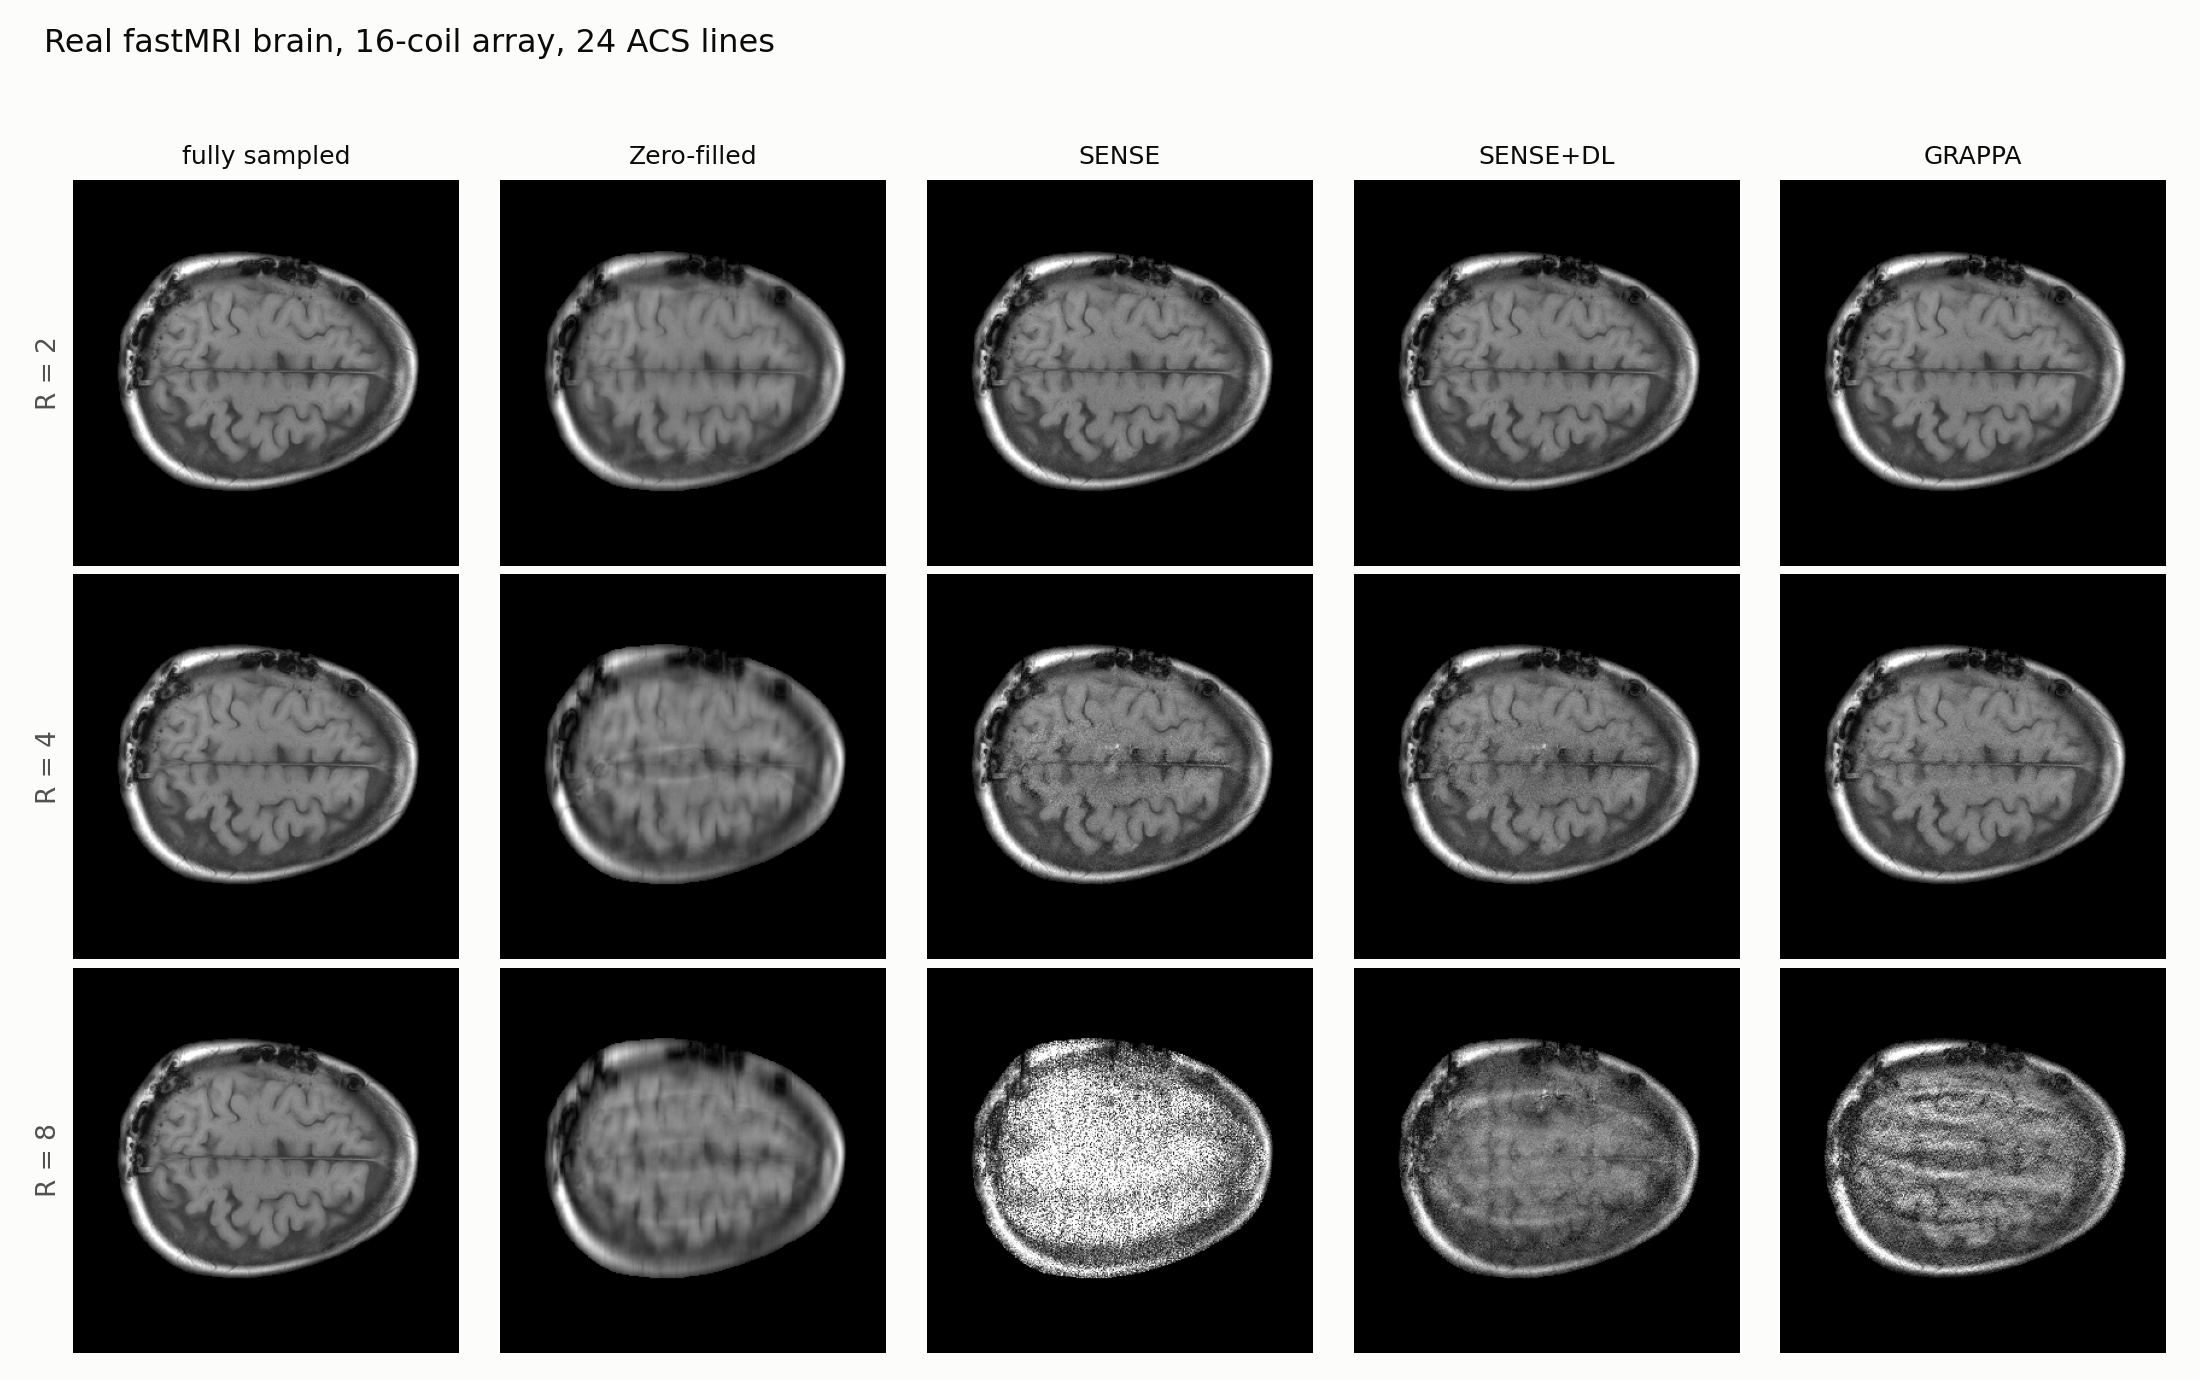 Real fastMRI brain, 16-coil array, 24 ACS lines
fully sampled
Zero-filled
SENSE
SENSE+DL
GRAPPA
R = 2
R = 4
R = 8